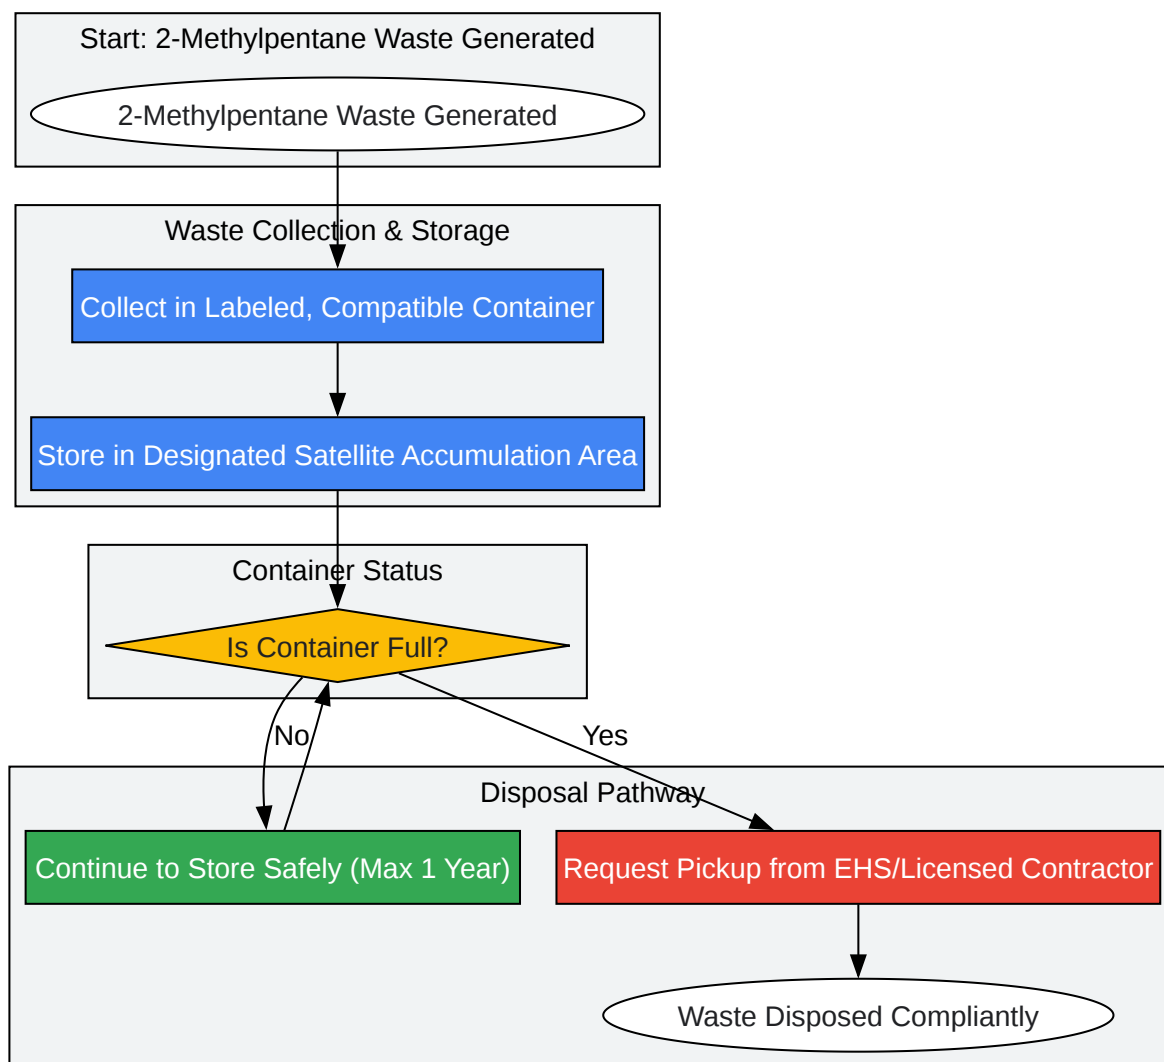 Start: 2-Methylpentane Waste Generated
2-Methylpentane Waste Generated
Waste Collection & Storage
Collect in Labeled, Compatible Container
Store in Designated Satellite Accumulation Area
Container Status
Is Container Full?
No
Yes
Disposal Pathway
Continue to Store Safely (Max 1 Year)
Request Pickup from EHS/Licensed Contractor
Waste Disposed Compliantly